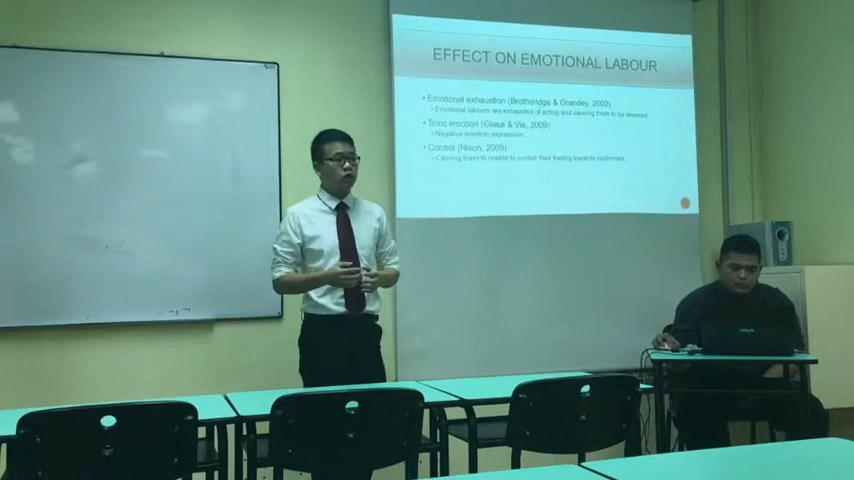 EFFECT ON EMOTIONAL LABOUR
• Emotional exhaustion (Brotheridge & Grandey, 2002)
Emotional labours are exhausted of acting and causing them to be stressed.
• Toxic emotion (Glasø & Vie, 2009)
Negative emotion expression.
• Control (Nixon, 2009)
Causing them to unable to control their feeling towards customers.